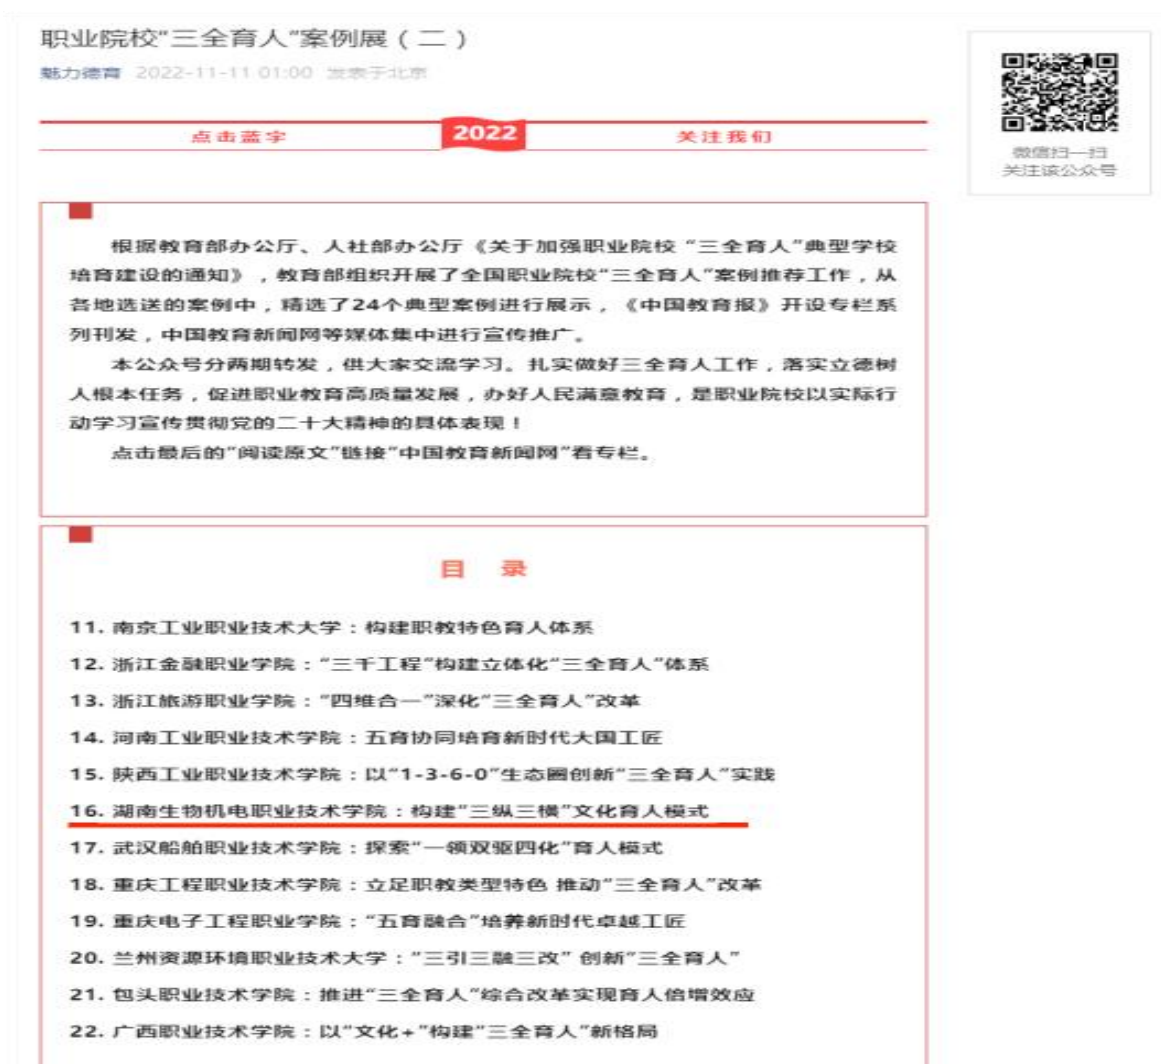 职业院校“三全育人”案例展（二）
魅力德育 2022-11-11 01:00 发表于北京
微信扫一扫
关注该公众号
点击蓝字 2022 关注我们
根据教育部办公厅、人社部办公厅《关于加强职业院校“三全育人”典型学校
培育建设的通知》，教育部组织开展了全国职业院校“三全育人”案例推荐工作，从
各地选送的案例中，精选了24个典型案例进行展示，《中国教育报》开设专栏系
列刊发，中国教育新闻网等媒体集中进行宣传推广。
本公众号分两期转发，供大家交流学习。扎实做好三全育人工作，落实立德树
人根本任务，促进职业教育高质量发展，办好人民满意教育，是职业院校以实际行
动学习宣传贯彻党的二十大精神的具体表现！
点击最后的“阅读原文”链接“中国教育新闻网”看专栏。
目 录
11. 南京工业职业技术大学：构建职教特色育人体系
12. 浙江金融职业学院：“三千工程”构建立体化“三全育人”体系
13. 浙江旅游职业学院：“四维合一”深化“三全育人”改革
14. 河南工业职业技术学院：五育协同培育新时代大国工匠
15. 陕西工业职业技术学院：以“1-3-6-0”生态圈创新“三全育人”实践
16. 湖南生物机电职业技术学院：构建“三纵三横”文化育人模式
17. 武汉船舶职业技术学院：探索“一领双驱四化”育人模式
18. 重庆工程职业技术学院：立足职教类型特色 推动“三全育人”改革
19. 重庆电子工程职业学院：“五育融合”培养新时代卓越工匠
20. 兰州资源环境职业技术大学：“三引三融三改” 创新“三全育人”
21. 包头职业技术学院：推进“三全育人”综合改革实现育人倍增效应
22. 广西职业技术学院：以“文化+”构建“三全育人”新格局